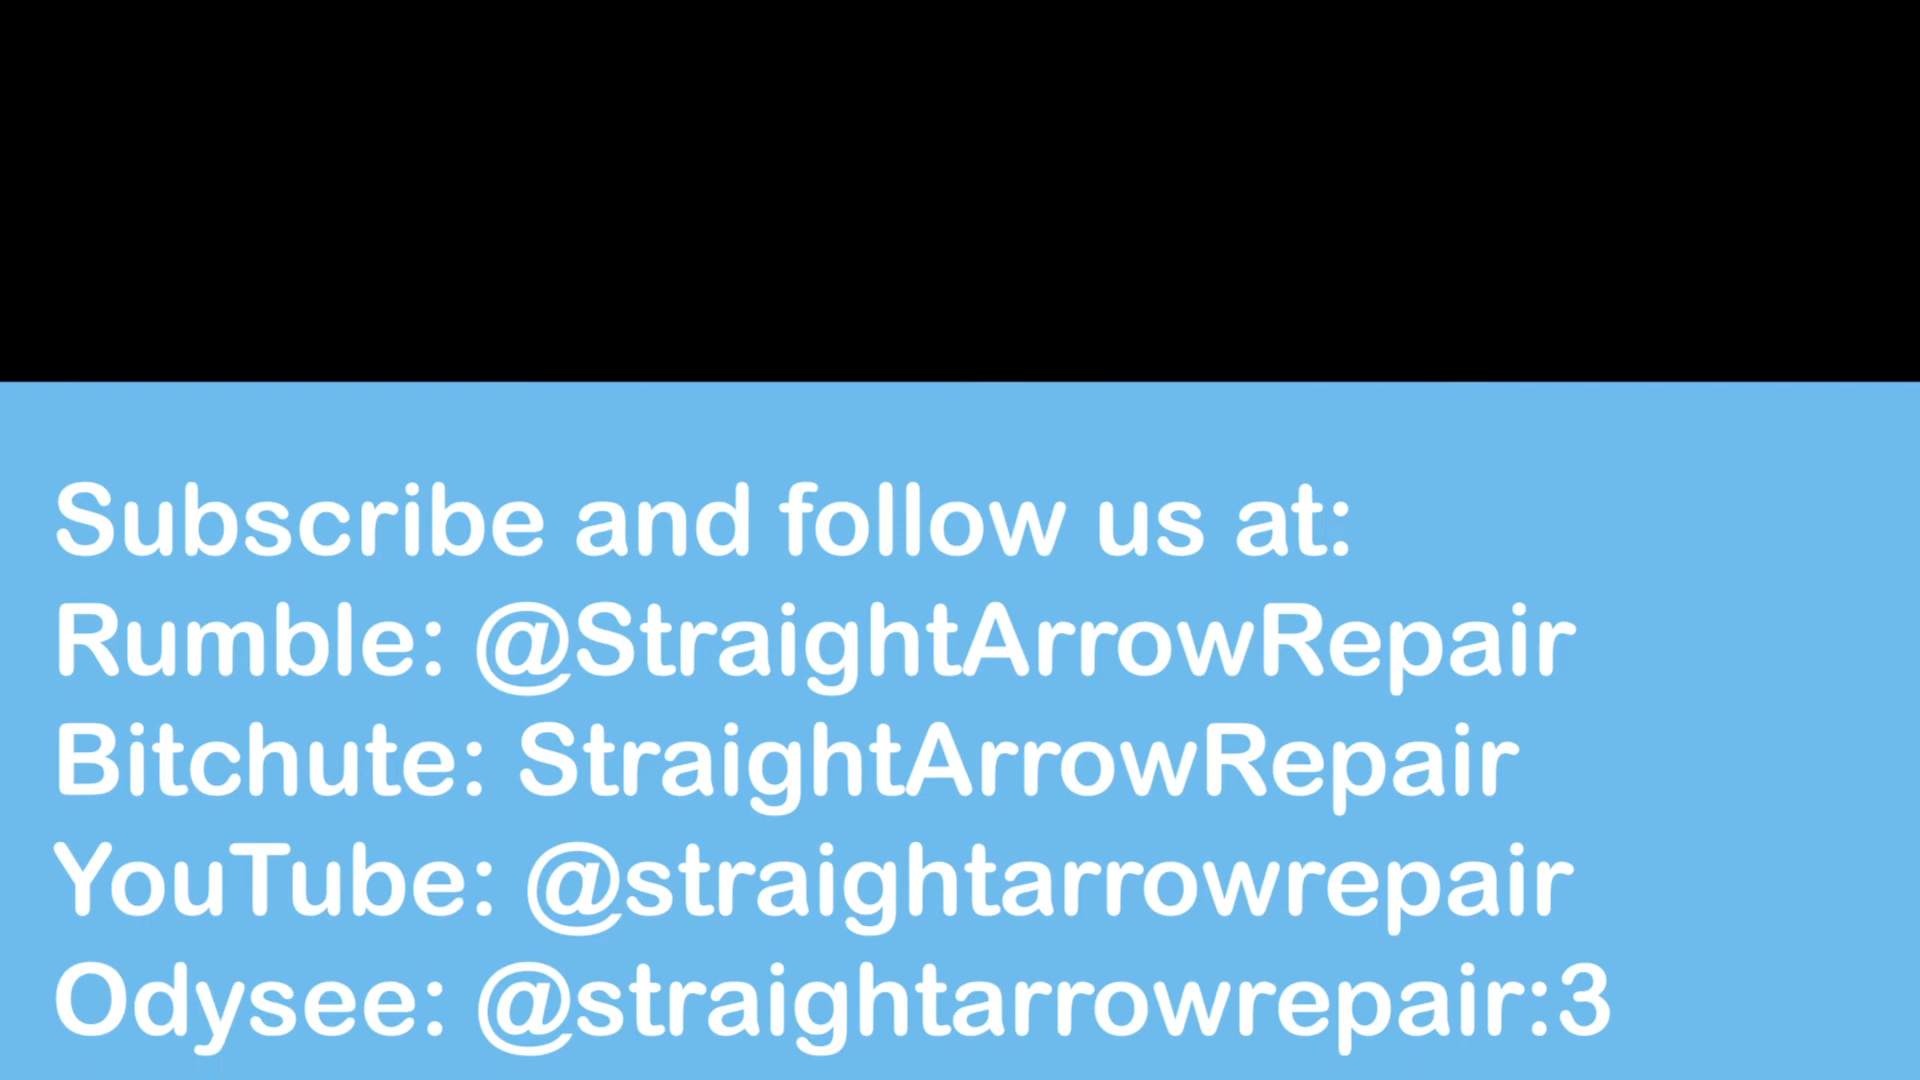 Subscribe and follow us at:
Rumble: @StraightArrowRepair
Bitchute: StraightArrowRepair
YouTube: @straightarrowrepair
Odysee: @straightarrowrepair:3